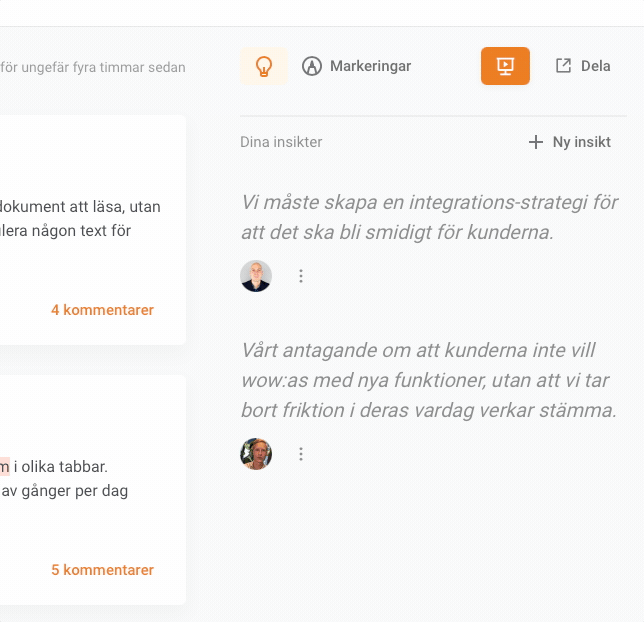 för ungefär fyra timmar sedan
Markeringar
Dela
Dina insikter
Ny insikt
dokument att läsa, utan
någon text för
4 kommentarer
Vi måste skapa en integrations-strategi för
att det ska bli smidigt för kunderna.
Vårt antagande om att kunderna inte vill
wow:as med nya funktioner, utan att vi tar
bort friktion i deras vardag verkar stämma.
i olika tabbar.
av gånger per dag
5 kommentarer